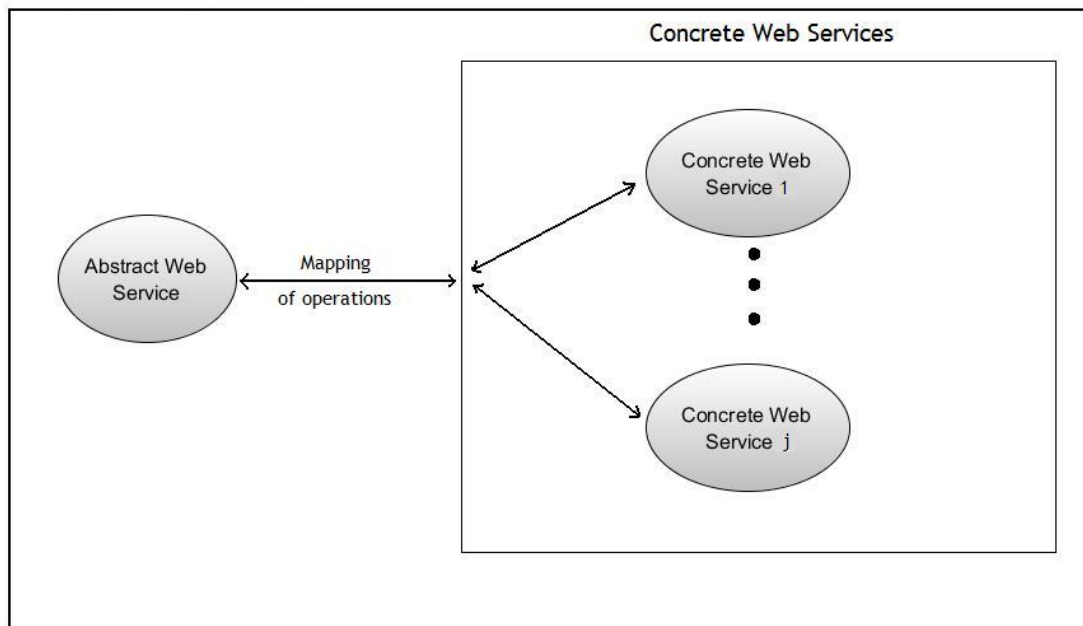 Concrete Web Services
Concrete Web
Service 1
Abstract Web
Service
Mapping
of operations
Concrete Web
Service j